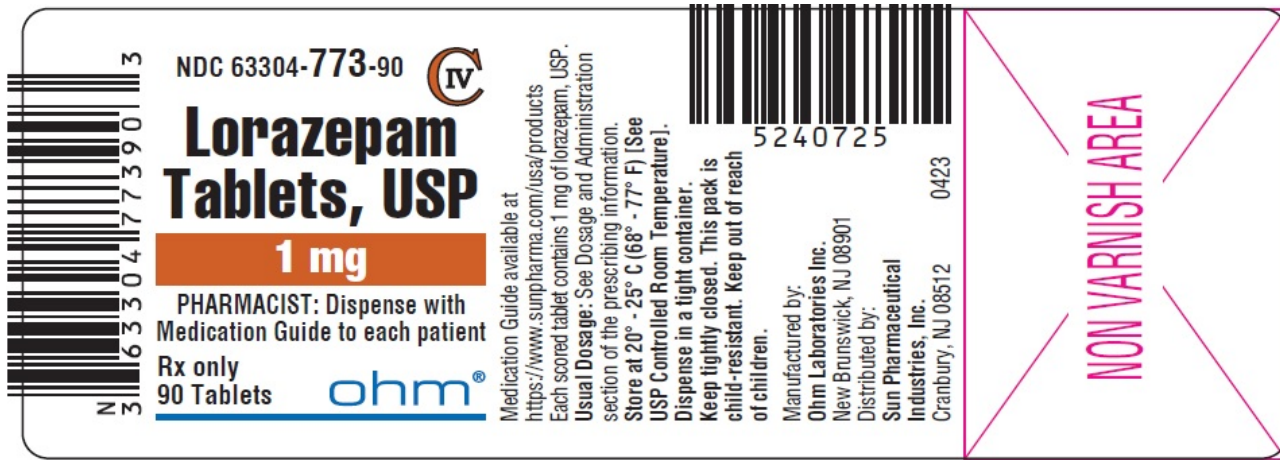 N
3
63304 77390
3
NDC 63304-773-90
C IV
Lorazepam
Tablets, USP
1 mg
PHARMACIST: Dispense with
Medication Guide to each patient
Rx only
90 Tablets
ohm®
Medication Guide available at
https://www.sunpharma.com/usa/products
Each scored tablet contains 1 mg of lorazepam, USP.
Usual Dosage: See Dosage and Administration
section of the prescribing information.
Store at 20° - 25° C (68° - 77° F) [See
USP Controlled Room Temperature].
Dispense in a tight container.
Keep tightly closed. This pack is
child-resistant. Keep out of reach
of children.
Manufactured by:
Ohm Laboratories Inc.
New Brunswick, NJ 08901
Distributed by:
Sun Pharmaceutical
Industries, Inc.
Cranbury, NJ 08512 0423
5240725
NON VARNISH AREA